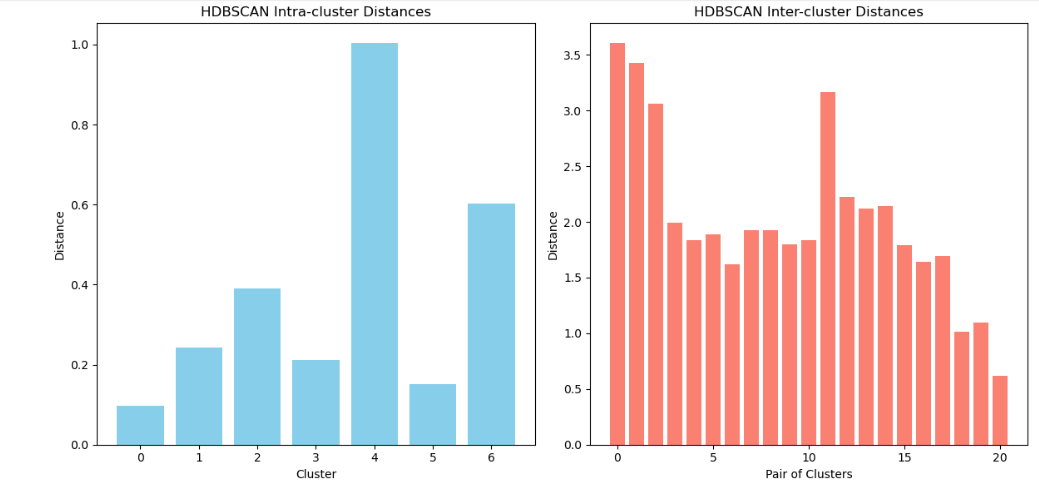 HDBSCAN Intra-cluster Distances
1.0
0.8
0.6
0.4
0.2
0.0
Distance
0 1 2 3 4 5 6
Cluster
HDBSCAN Inter-cluster Distances
3.5
3.0
2.5
2.0
1.5
1.0
0.5
0.0
Distance
0 5 10 15 20
Pair of Clusters